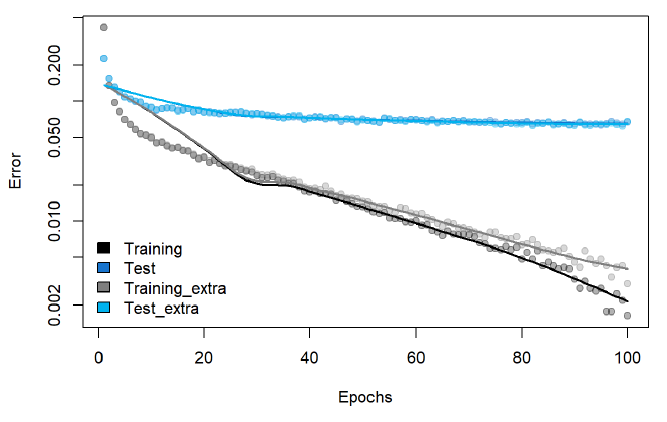 0.200
0.050
0.010
0.002
Error
Training
Test
Training_extra
Test_extra
0 20 40 60 80 100
Epochs